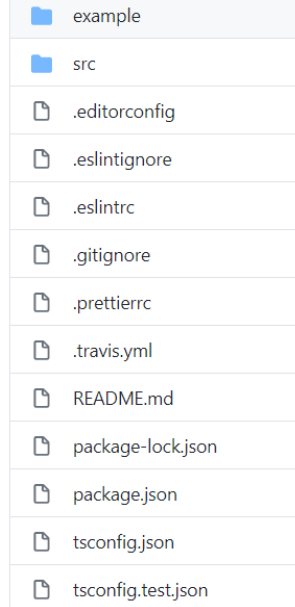 example
src
.editorconfig
.eslintignore
.eslintrc
.gitignore
.prettierrc
.travis.yml
README.md
package-lock.json
package.json
tsconfig.json
tsconfig.test.json